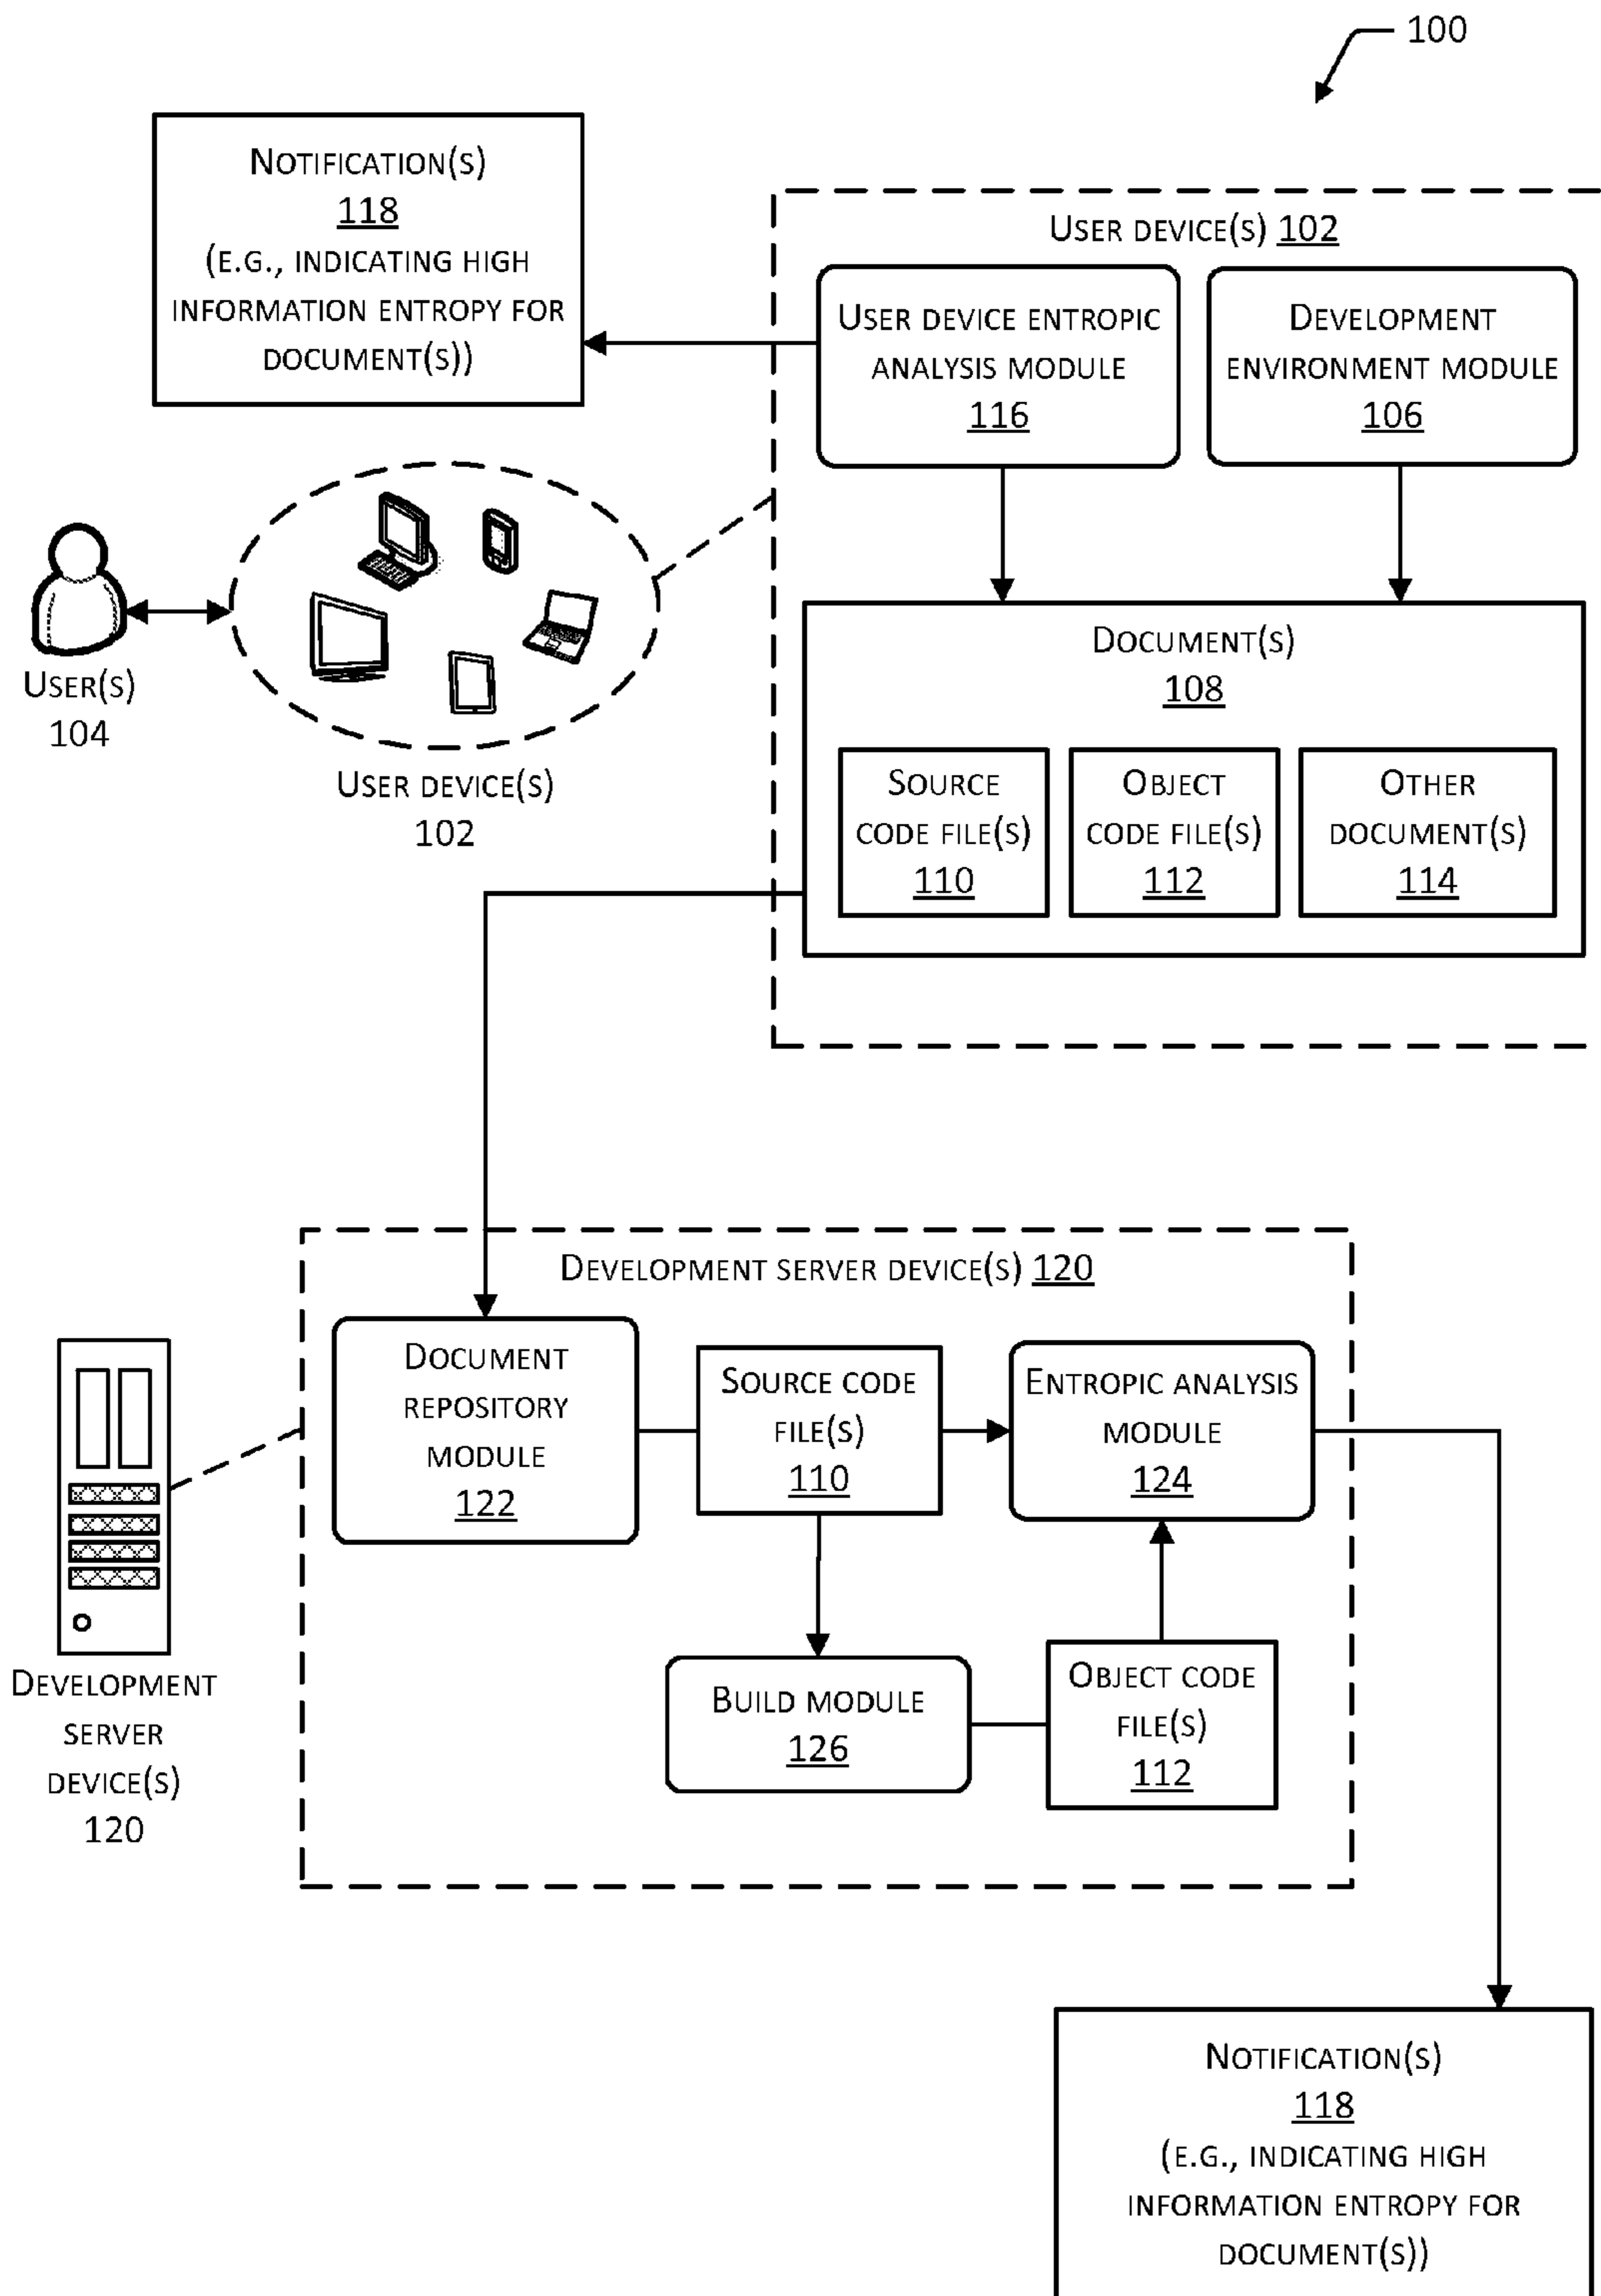 100
NOTIFICATION(S)
118
(E.G., INDICATING HIGH
INFORMATION ENTROPY FOR
DOCUMENT(S))
USER DEVICE(S) 102
USER DEVICE ENTROPIC
ANALYSIS MODULE
116
DEVELOPMENT
ENVIRONMENT MODULE
106
USER(S)
104
USER DEVICE(S)
102
DOCUMENT(S)
108
SOURCE
CODE FILE(S)
110
OBJECT
CODE FILE(S)
112
OTHER
DOCUMENT(S)
114
DEVELOPMENT SERVER DEVICE(S) 120
DOCUMENT
REPOSITORY
MODULE
122
SOURCE CODE
FILE(S)
110
ENTROPIC ANALYSIS
MODULE
124
BUILD MODULE
126
OBJECT CODE
FILE(S)
112
DEVELOPMENT
SERVER
DEVICE(S)
120
NOTIFICATION(S)
118
(E.G., INDICATING HIGH
INFORMATION ENTROPY FOR
DOCUMENT(S))